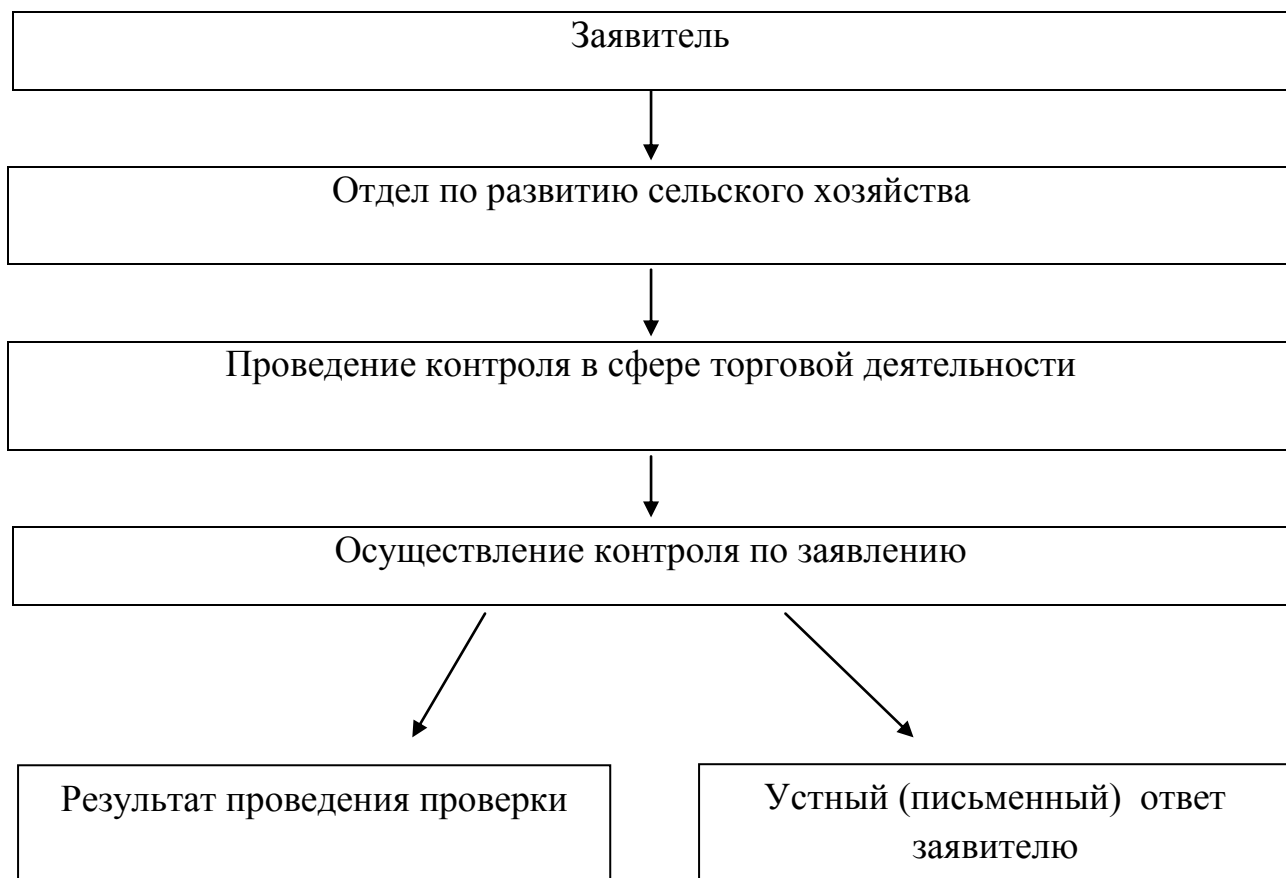 Заявитель
Отдел по развитию сельского хозяйства
Проведение контроля в сфере торговой деятельности
Осуществление контроля по заявлению
Результат проведения проверки
Устный (письменный) ответ
заявителю